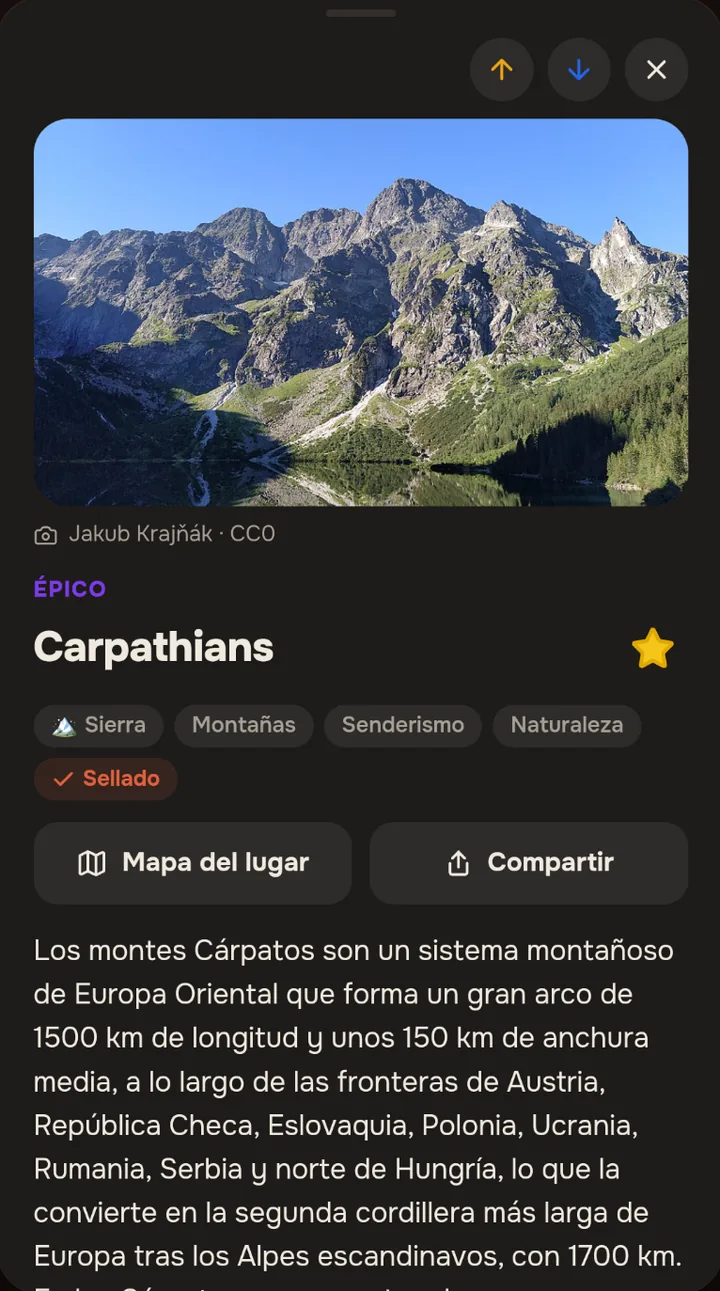 Jakub Krajňák · CC0
ÉPICO
Carpathians
Sierra
Montañas
Senderismo
Naturaleza
Sellado
Mapa del lugar
Compartir
Los montes Cárpatos son un sistema montañoso
de Europa Oriental que forma un gran arco de
1500 km de longitud y unos 150 km de anchura
media, a lo largo de las fronteras de Austria,
República Checa, Eslovaquia, Polonia, Ucrania,
Rumania, Serbia y norte de Hungría, lo que la
convierte en la segunda cordillera más larga de
Europa tras los Alpes escandinavos, con 1700 km.